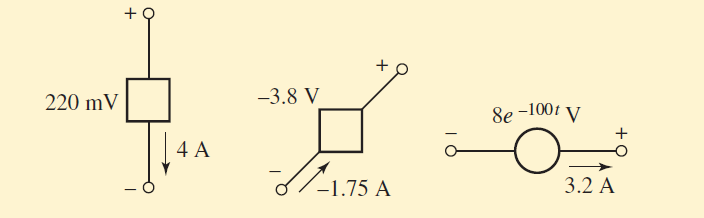 +
220 mV
4 A
–
+
–3.8 V
–
–1.75 A
8e –100t V
–
+
3.2 A